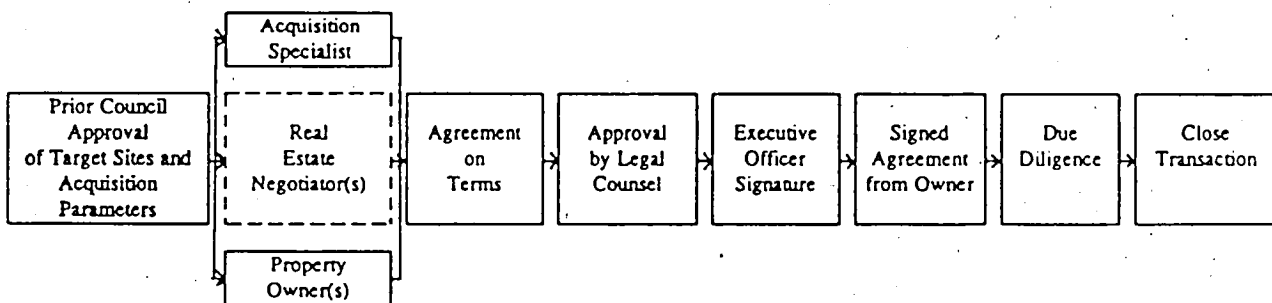 Prior Council
Approval
of Target Sites and
Acquisition
Parameters
Acquisition
Specialist
Real
Estate
Negotiator(s)
Property
Owner(s)
Agreement
on
Terms
Approval
by Legal
Counsel
Executive
Officer
Signature
Signed
Agreement
from Owner
Due
Diligence
Close
Transaction